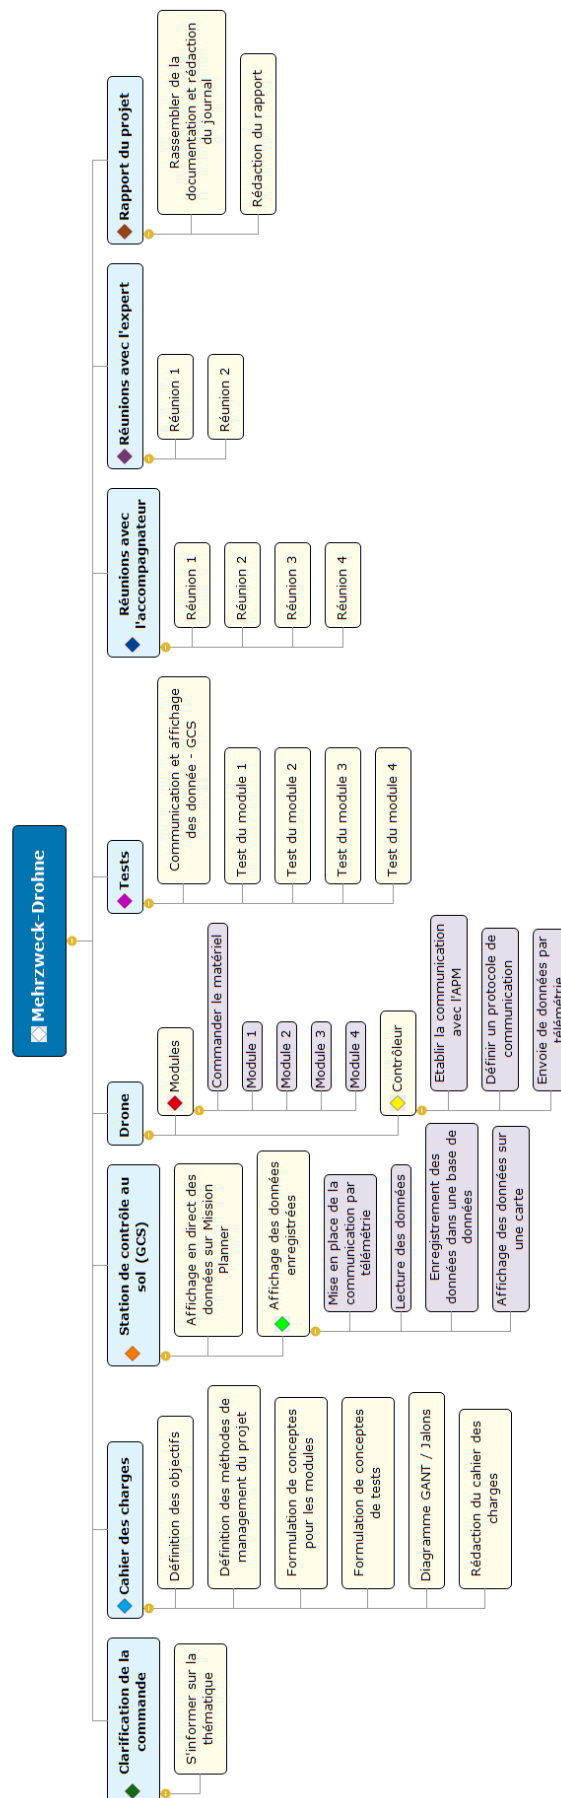 Mehrzweck-Drohne
Clarification de la
commande
S'informer sur la
thématique
Cahier des charges
Définition des objectifs
Définition des méthodes de
management du projet
Formulation de conceptes
pour les modules
Formulation de conceptes
de tests
Diagramme GANT / Jalons
Rédaction du cahier des
charges
Station de contrôle au
sol (GCS)
Affichage en direct des
données sur Mission
Planner
Affichage des données
enregistrées
Mise en place de la
communication par
télémétrie
Lecture des données
Enregistrement des
données dans une base de
données
Affichage des données sur
une carte
Drone
Modules
Commander le matériel
Module 1
Module 2
Module 3
Module 4
Contrôleur
Etablir la communication
avec l'APM
Définir un protocole de
communication
Envoie de données par
télémétrie
Tests
Communication et affichage
des donnée - GCS
Test du module 1
Test du module 2
Test du module 3
Test du module 4
Réunions avec
l'accompagnateur
Réunion 1
Réunion 2
Réunion 3
Réunion 4
Réunions avec l'expert
Réunion 1
Réunion 2
Rapport du projet
Rassembler de la
documentation et rédaction
du journal
Rédaction du rapport